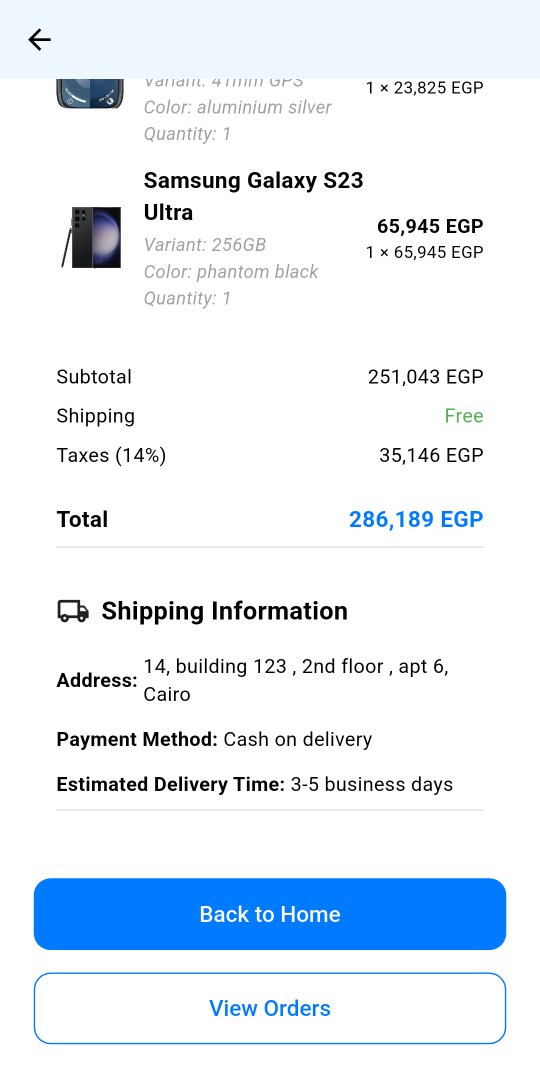 Variant: 41mm GPS
1 × 23,825 EGP
Color: aluminium silver
Quantity: 1
Samsung Galaxy S23
Ultra
65,945 EGP
Variant: 256GB
1 × 65,945 EGP
Color: phantom black
Quantity: 1
Subtotal 251,043 EGP
Shipping Free
Taxes (14%) 35,146 EGP
Total 286,189 EGP
Shipping Information
Address: 14, building 123 , 2nd floor , apt 6,
Cairo
Payment Method: Cash on delivery
Estimated Delivery Time: 3-5 business days
Back to Home
View Orders